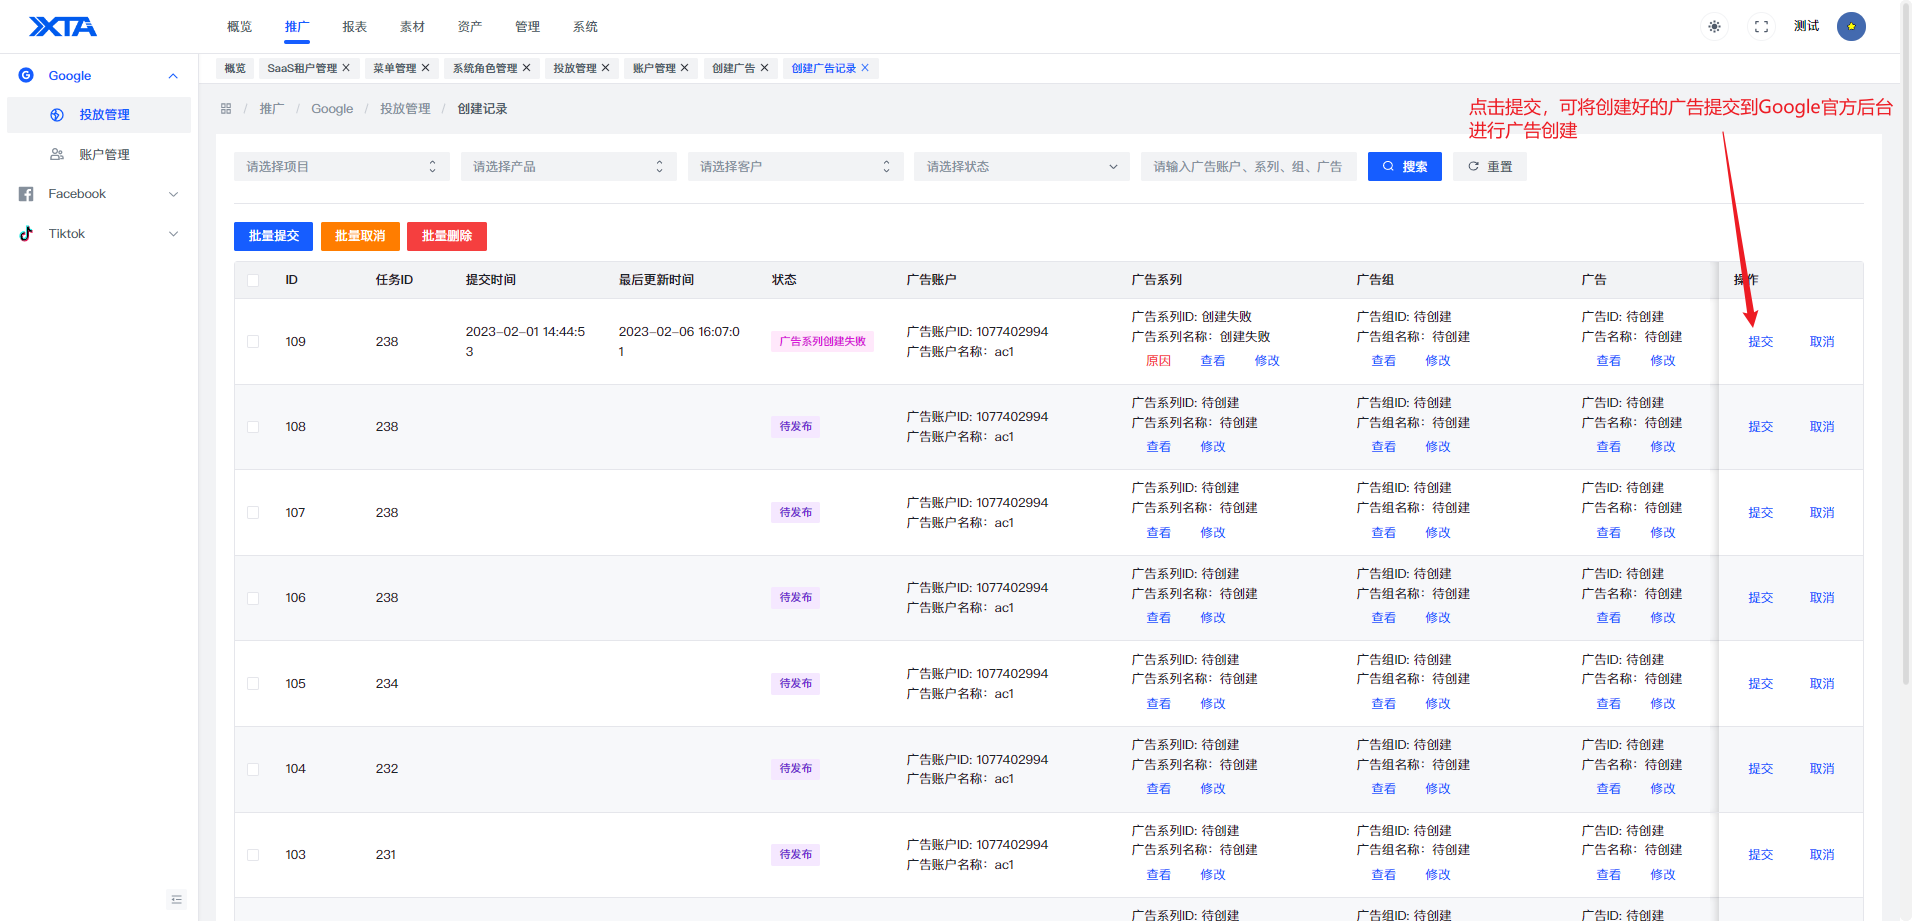 XXTA
概览 推广 报表 素材 资产 管理 系统 测试
Google
投放管理
账户管理
Facebook
Tiktok
概览 SaaS租户管理 菜单管理 系统角色管理 投放管理 账户管理 创建广告 创建广告记录
/ 推广 / Google / 投放管理 / 创建记录
点击提交，可将创建好的广告提交到Google官方后台
进行广告创建
请选择项目 请选择产品 请选择客户 请选择状态 请输入广告账户、系列、组、广告 搜索 重置
批量提交 批量取消 批量删除
ID 任务ID 提交时间 最后更新时间 状态 广告账户 广告系列 广告组 广告 操作
广告系列ID: 创建失败 广告组ID: 待创建 广告ID: 待创建
2023-02-01 14:44:5 2023-02-06 16:07:0 广告账户ID: 1077402994 广告系列名称：创建失败 广告组名称：待创建 广告名称：待创建
109 238 广告系列创建失败 提交 取消
3 1 广告账户名称：ac1 原因 查看 修改 查看 修改 查看 修改
广告系列ID: 待创建 广告组ID: 待创建 广告ID: 待创建
广告账户ID: 1077402994 广告系列名称：待创建 广告组名称：待创建 广告名称：待创建
108 238 待发布 提交 取消
广告账户名称：ac1 查看 修改 查看 修改 查看 修改
广告系列ID: 待创建 广告组ID: 待创建 广告ID: 待创建
广告账户ID: 1077402994 广告系列名称：待创建 广告组名称：待创建 广告名称：待创建
107 238 待发布 提交 取消
广告账户名称：ac1 查看 修改 查看 修改 查看 修改
广告系列ID: 待创建 广告组ID: 待创建 广告ID: 待创建
广告账户ID: 1077402994 广告系列名称：待创建 广告组名称：待创建 广告名称：待创建
106 238 待发布 提交 取消
广告账户名称：ac1 查看 修改 查看 修改 查看 修改
广告系列ID: 待创建 广告组ID: 待创建 广告ID: 待创建
广告账户ID: 1077402994 广告系列名称：待创建 广告组名称：待创建 广告名称：待创建
105 234 待发布 提交 取消
广告账户名称：ac1 查看 修改 查看 修改 查看 修改
广告系列ID: 待创建 广告组ID: 待创建 广告ID: 待创建
广告账户ID: 1077402994 广告系列名称：待创建 广告组名称：待创建 广告名称：待创建
104 232 待发布 提交 取消
广告账户名称：ac1 查看 修改 查看 修改 查看 修改
广告系列ID: 待创建 广告组ID: 待创建 广告ID: 待创建
广告账户ID: 1077402994 广告系列名称：待创建 广告组名称：待创建 广告名称：待创建
103 231 待发布 提交 取消
广告账户名称：ac1 查看 修改 查看 修改 查看 修改
广告系列ID: 待创建 广告组ID: 待创建 广告ID: 待创建